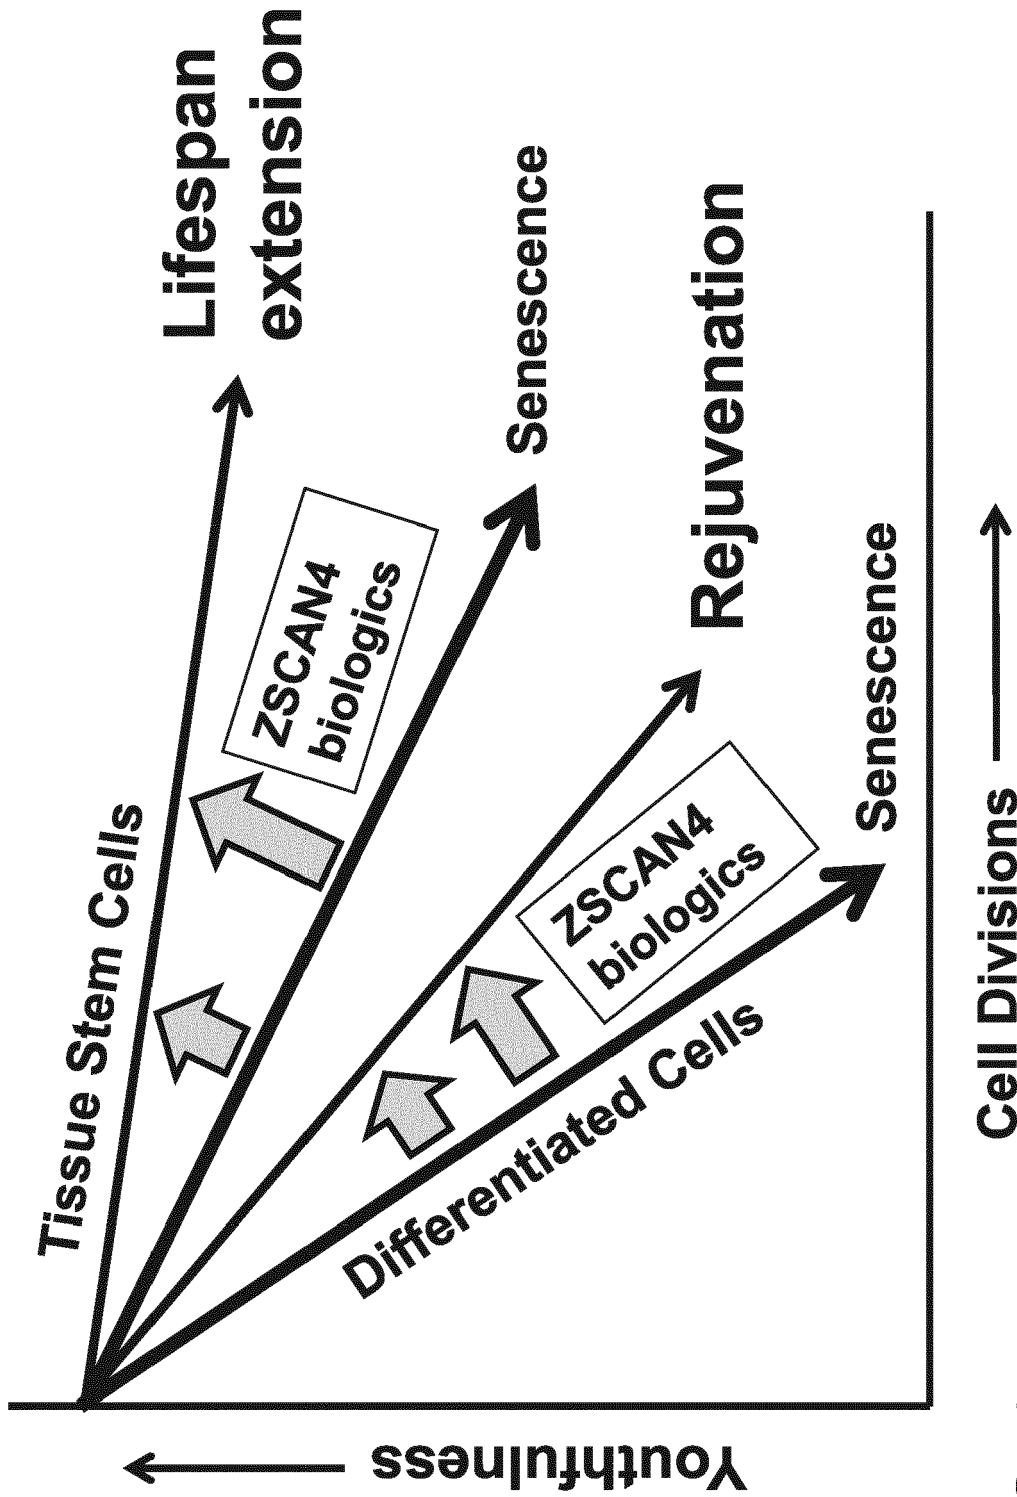 Tissue Stem Cells
Lifespan
extension
ZSCAN4
biologics
Senescence
Rejuvenation
ZSCAN4
biologics
Differentiated Cells
Senescence
Youthfulness
Cell Divisions